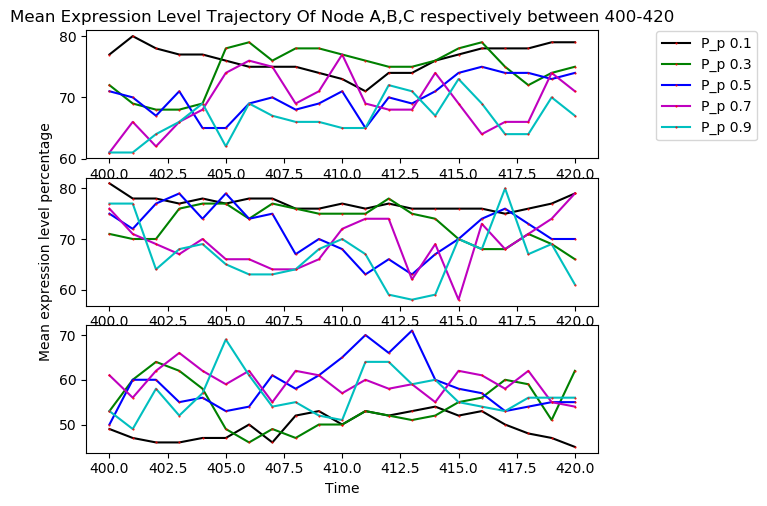 Mean Expression Level Trajectory Of Node A,B,C respectively between 400-420
80
70
60
400.0 402.5 405.0 407.5 410.0 412.5 415.0 417.5 420.0
P_p 0.1
P_p 0.3
P_p 0.5
P_p 0.7
P_p 0.9
Mean expression level percentage
80
70
60
400.0 402.5 405.0 407.5 410.0 412.5 415.0 417.5 420.0
70
60
50
400.0 402.5 405.0 407.5 410.0 412.5 415.0 417.5 420.0
Time